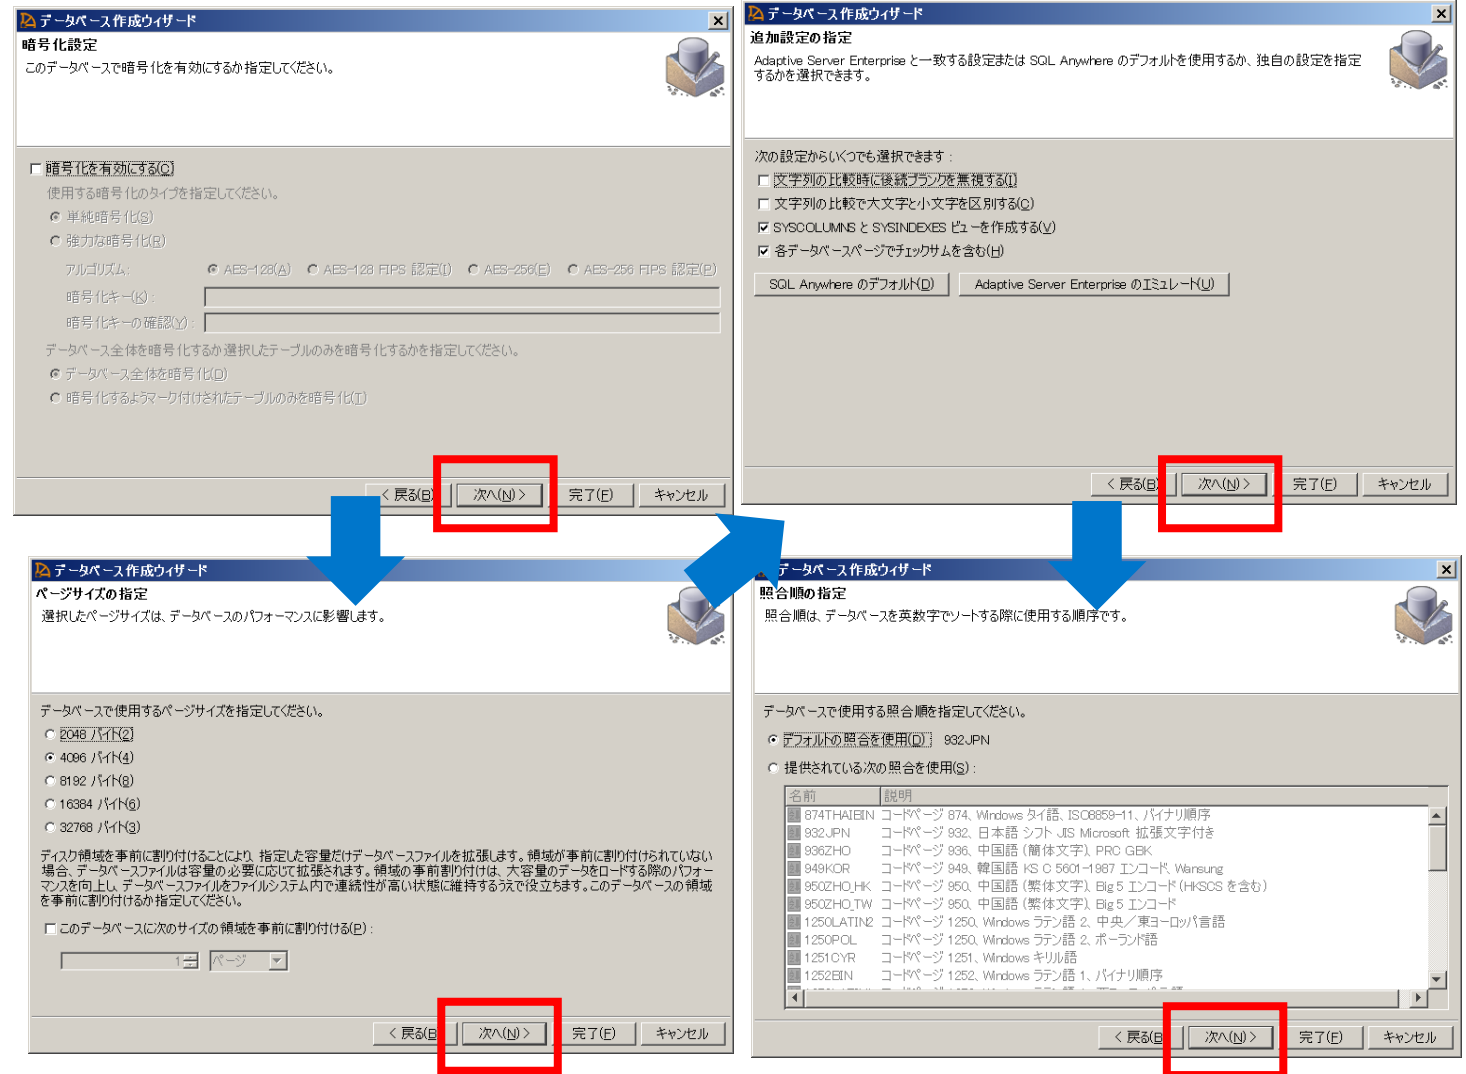 データベース作成ウィザード
暗号化設定
このデータベースで暗号化を有効にするか指定してください。
暗号化を有効にする(C)
使用する暗号化のタイプを指定してください。
単純暗号化(S)
強力な暗号化(R)
アルゴリズム: AES-128(A) AES-128 FIPS 認定(I) AES-256(E) AES-256 FIPS 認定(P)
暗号化キー(K):
暗号化キーの確認(Y):
データベース全体を暗号化するか選択したテーブルのみを暗号化するかを指定してください。
データベース全体を暗号化(D)
暗号化するようマーク付けされたテーブルのみを暗号化(T)
< 戻る(B) 次へ(N) > 完了(F) キャンセル
データベース作成ウィザード
ページサイズの指定
選択したページサイズは、データベースのパフォーマンスに影響します。
データベースで使用するページサイズを指定してください。
2048 バイト(2)
4096 バイト(4)
8192 バイト(8)
16384 バイト(6)
32768 バイト(3)
ディスク領域を事前に割り付けることにより、指定した容量だけデータベースファイルを拡張します。領域が事前に割り付けられていない
場合、データベースファイルは容量の必要に応じて拡張されます。領域の事前割り付けは、大容量のデータをロードする際のパフォー
マンスを向上し、データベースファイルをファイルシステム内で連続性が高い状態に維持するうえで役立ちます。このデータベースの領域
を事前に割り付けるか指定してください。
このデータベースに次のサイズの領域を事前に割り付ける(P):
1 ページ
< 戻る(B 次へ(N) > 完了(F) キャンセル
データベース作成ウィザード
追加設定の指定
Adaptive Server Enterprise と一致する設定または SQL Anywhere のデフォルトを使用するか、独自の設定を指定
するかを選択できます。
次の設定からいくつでも選択できます:
文字列の比較時に後続ブランクを無視する(I)
文字列の比較で大文字と小文字を区別する(C)
SYSCOLUMNS と SYSINDEXES ビューを作成する(V)
各データベースページでチェックサムを含む(H)
SQL Anywhere のデフォルト(D) Adaptive Server Enterprise のエミュレート(U)
< 戻る(B) 次へ(N) > 完了(F) キャンセル
データベース作成ウィザード
照合順の指定
照合順は、データベースを英数字でソートする際に使用する順序です。
データベースで使用する照合順を指定してください。
デフォルトの照合を使用(D) 932JPN
提供されている次の照合を使用(S):
名前 説明
874THAIBIN コードページ 874、Windows タイ語、ISO8859-11、バイナリ順序
932JPN コードページ 932、日本語 シフト JIS Microsoft 拡張文字付き
936ZHO コードページ 936、中国語 (簡体文字)、PRC GBK
949KOR コードページ 949、韓国語 KS C 5601-1987 エンコード、Wansung
950ZHO_HK コードページ 950、中国語 (繁体文字)、Big5 エンコード (HKSCS を含む)
950ZHO_TW コードページ 950、中国語 (繁体文字)、Big5 エンコード
1250LATIN2 コードページ 1250、Windows ラテン語 2、中央／東ヨーロッパ言語
1250POL コードページ 1250、Windows ラテン語 2、ポーランド語
1251CYR コードページ 1251、Windows キリル語
1252BIN コードページ 1252、Windows ラテン語 1、バイナリ順序
< 戻る(B 次へ(N) > 完了(F) キャンセル